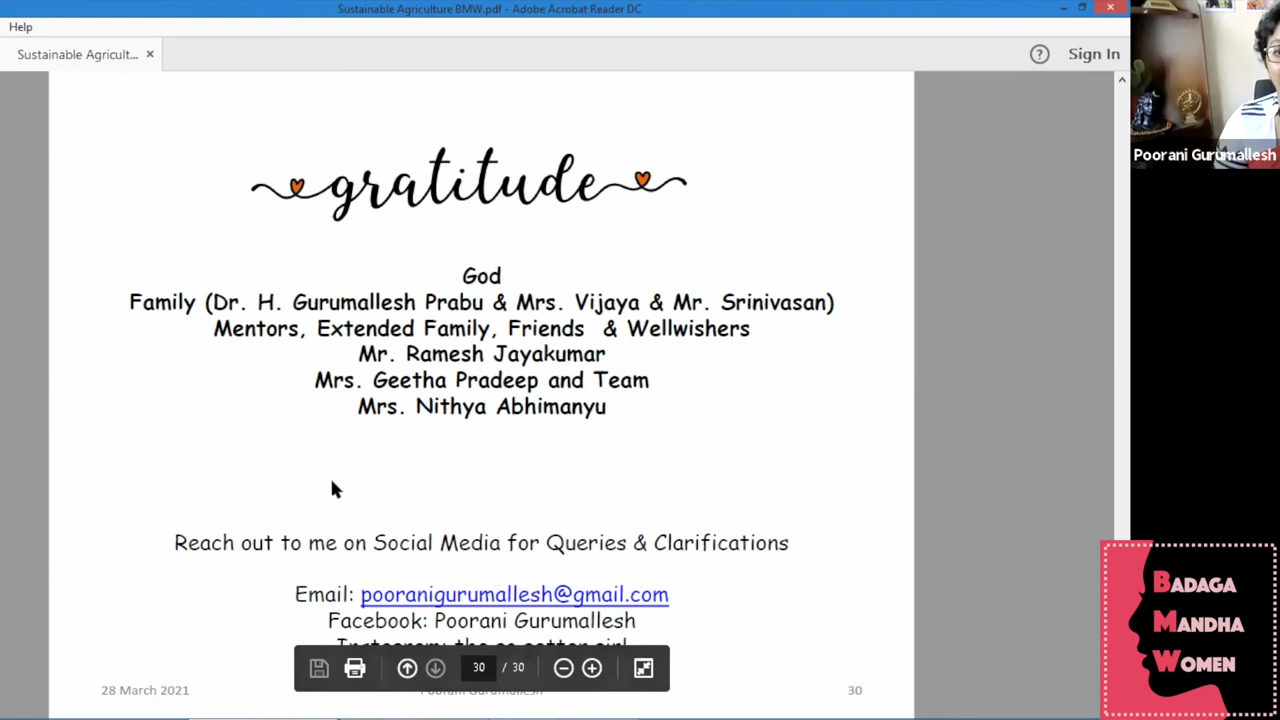 Sustainable Agriculture BMW.pdf - Adobe Acrobat Reader DC
Help
Sustainable Agricult...
Sign In
gratitude
God
Family (Dr. H. Gurumallesh Prabu & Mrs. Vijaya & Mr. Srinivasan)
Mentors, Extended Family, Friends & Wellwishers
Mr. Ramesh Jayakumar
Mrs. Geetha Pradeep and Team
Mrs. Nithya Abhimanyu
Reach out to me on Social Media for Queries & Clarifications
Email: pooranigurumallesh@gmail.com
Facebook: Poorani Gurumallesh
30 / 30
28 March 2021
30
Poorani Gurumallesh
BADAGA
MANDHA
WOMEN